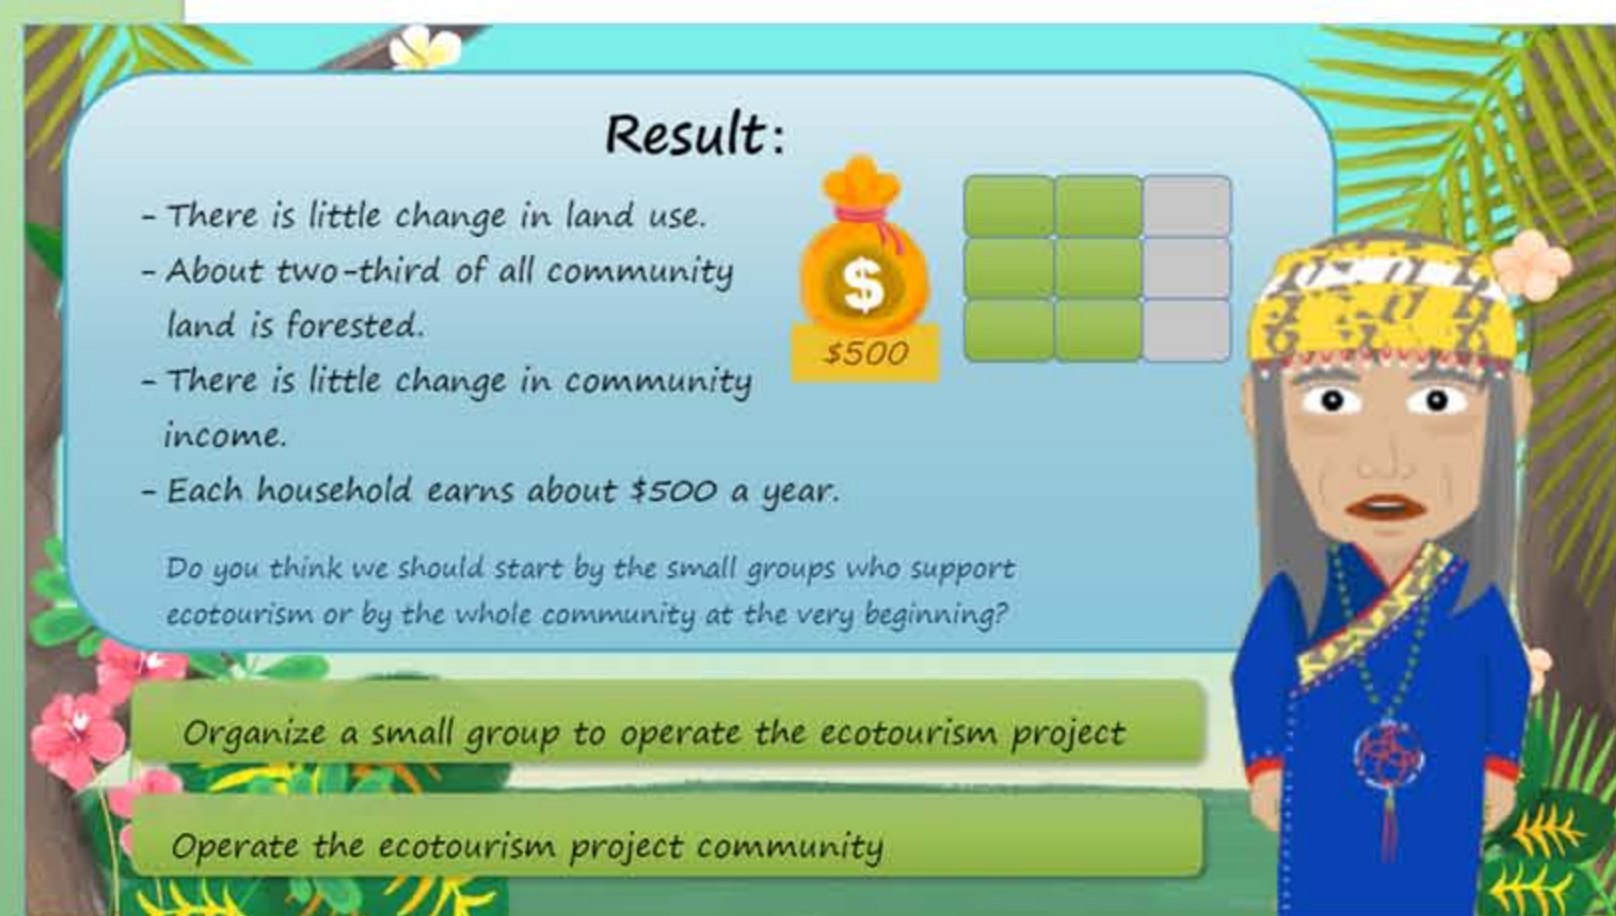 Result:
- There is little change in land use.
- About two-third of all community
land is forested.
- There is little change in community
income.
- Each household earns about $500 a year.
$
$500
Do you think we should start by the small groups who support
ecotourism or by the whole community at the very beginning?
Organize a small group to operate the ecotourism project
Operate the ecotourism project community